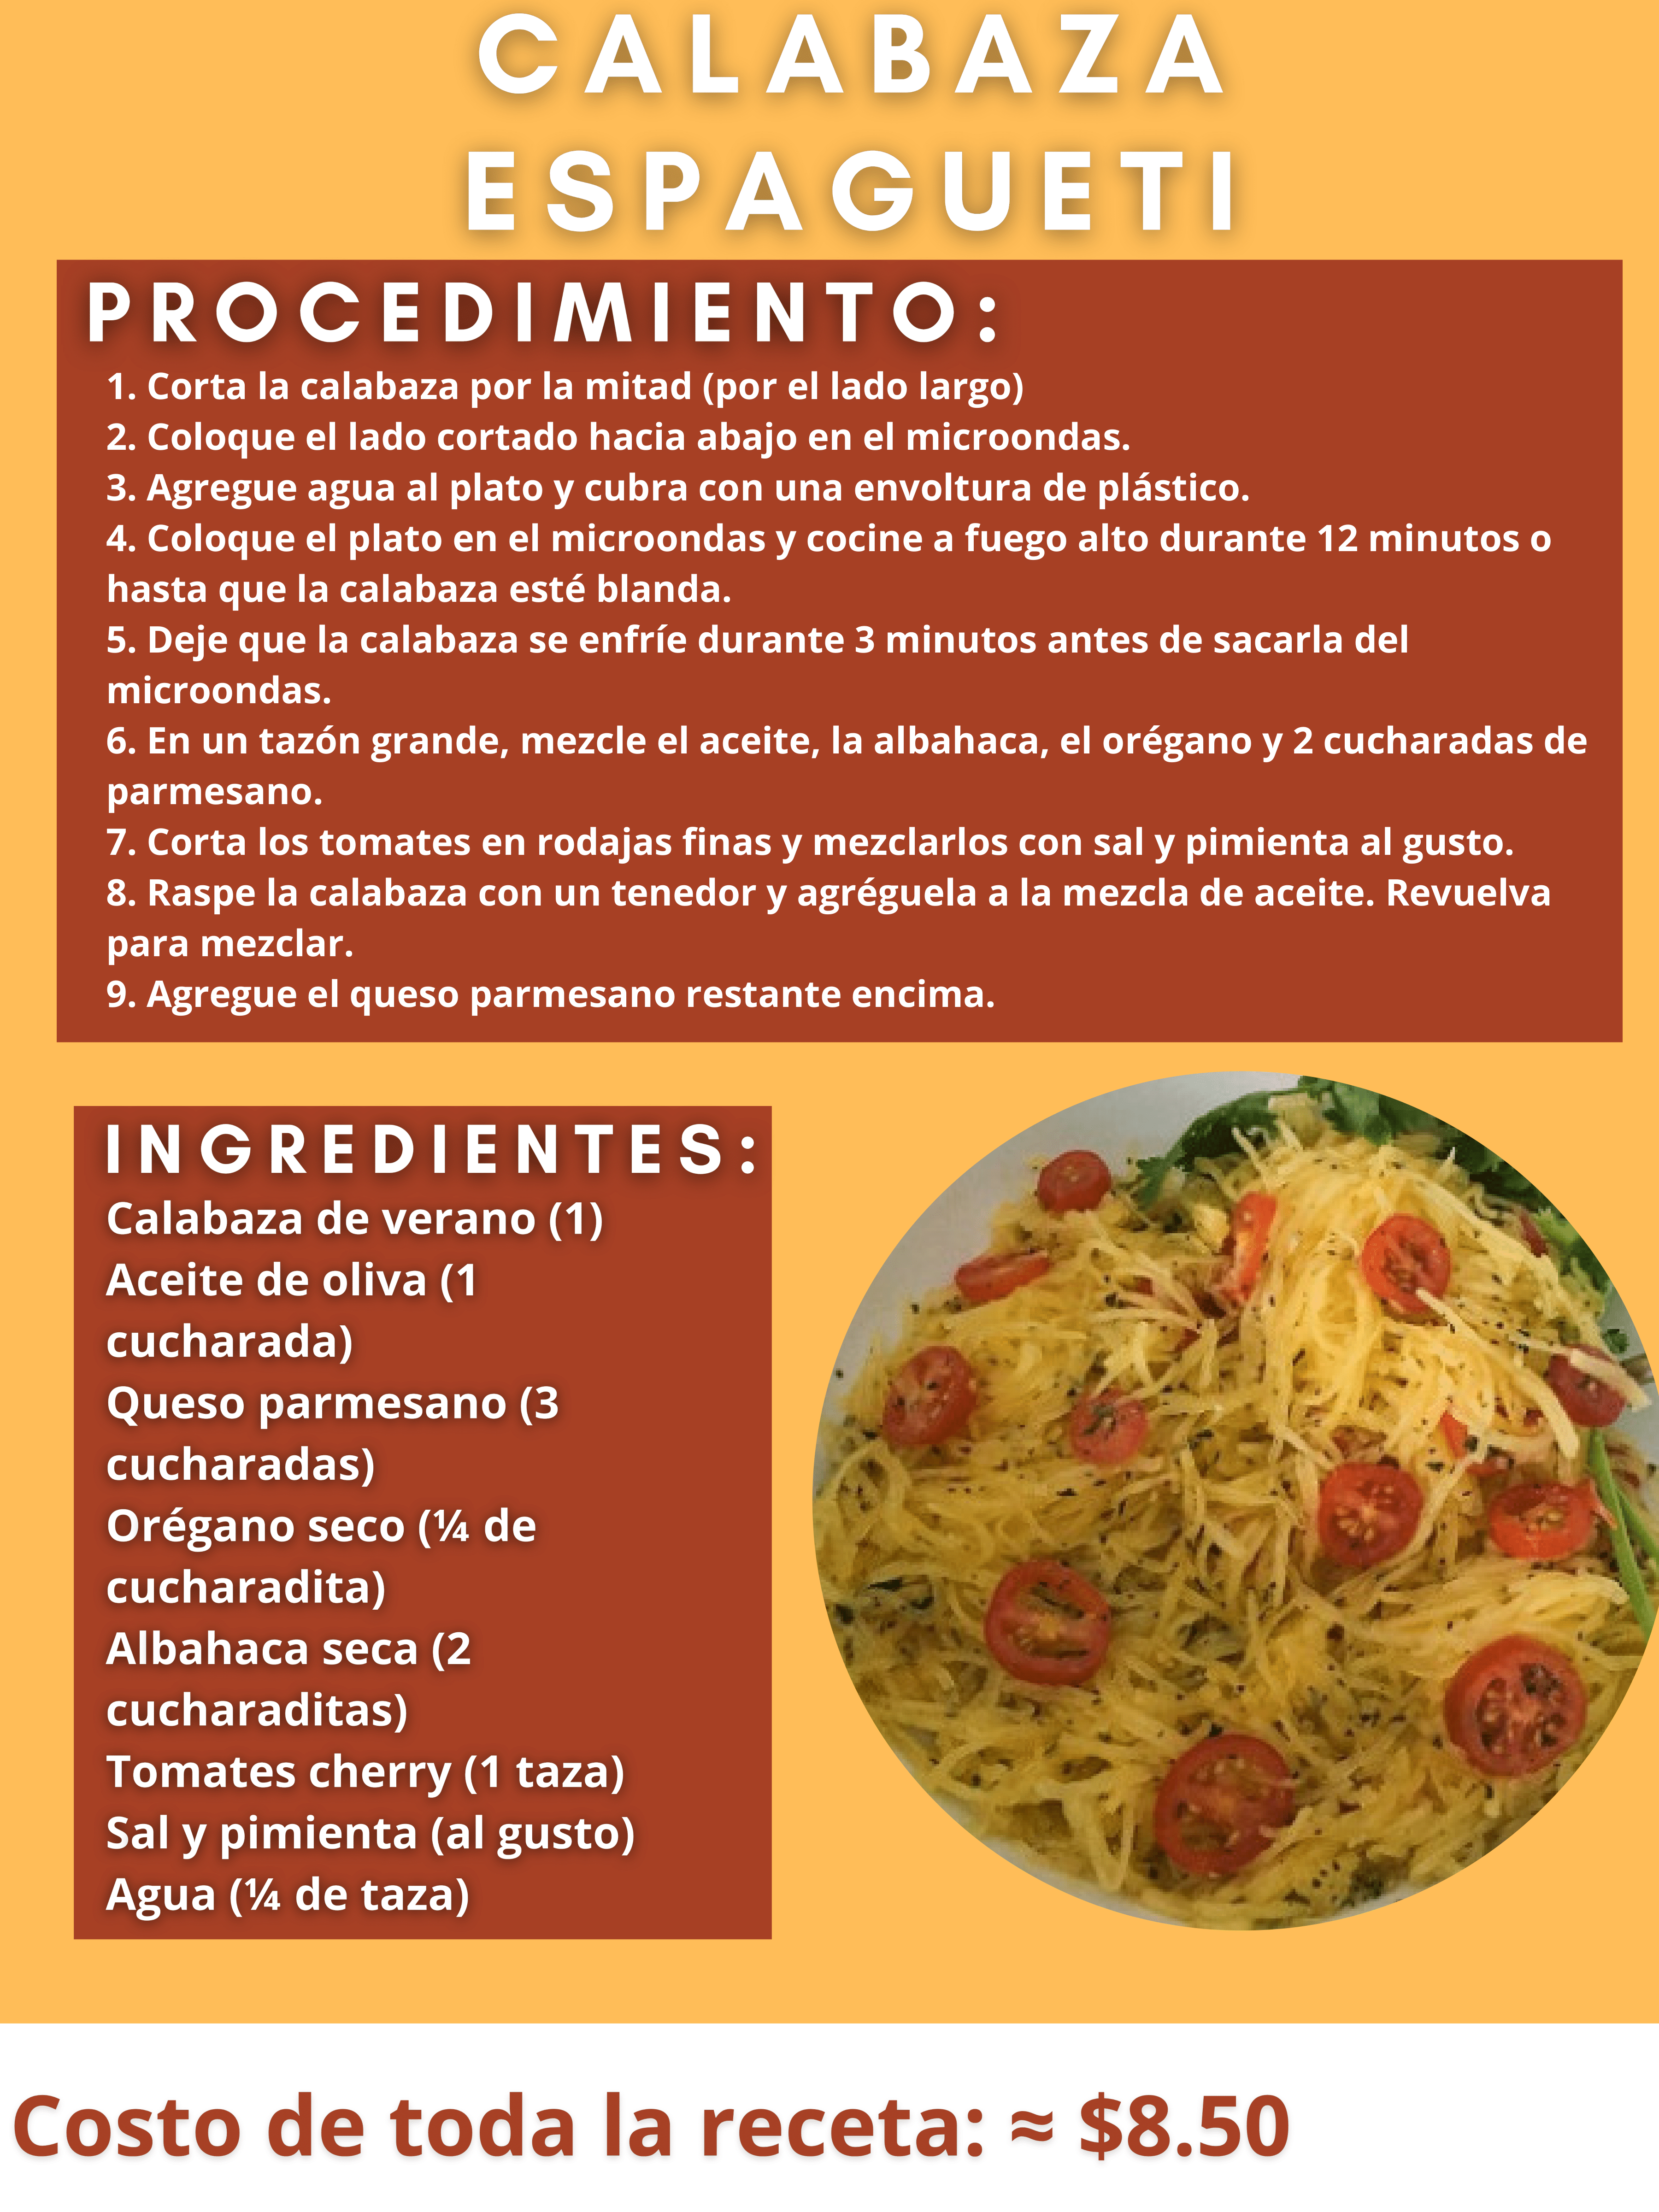 CALABAZA
ESPAGUETI
PROCEDIMIENTO:
1. Corta la calabaza por la mitad (por el lado largo)
2. Coloque el lado cortado hacia abajo en el microondas.
3. Agregue agua al plato y cubra con una envoltura de plástico.
4. Coloque el plato en el microondas y cocine a fuego alto durante 12 minutos o
hasta que la calabaza esté blanda.
5. Deje que la calabaza se enfríe durante 3 minutos antes de sacarla del
microondas.
6. En un tazón grande, mezcle el aceite, la albahaca, el orégano y 2 cucharadas de
parmesano.
7. Corta los tomates en rodajas finas y mezclarlos con sal y pimienta al gusto.
8. Raspe la calabaza con un tenedor y agréguela a la mezcla de aceite. Revuelva
para mezclar.
9. Agregue el queso parmesano restante encima.
INGREDIENTES:
Calabaza de verano (1)
Aceite de oliva (1
cucharada)
Queso parmesano (3
cucharadas)
Orégano seco (¼ de
cucharadita)
Albahaca seca (2
cucharaditas)
Tomates cherry (1 taza)
Sal y pimienta (al gusto)
Agua (¼ de taza)
Costo de toda la receta: ≈ $8.50